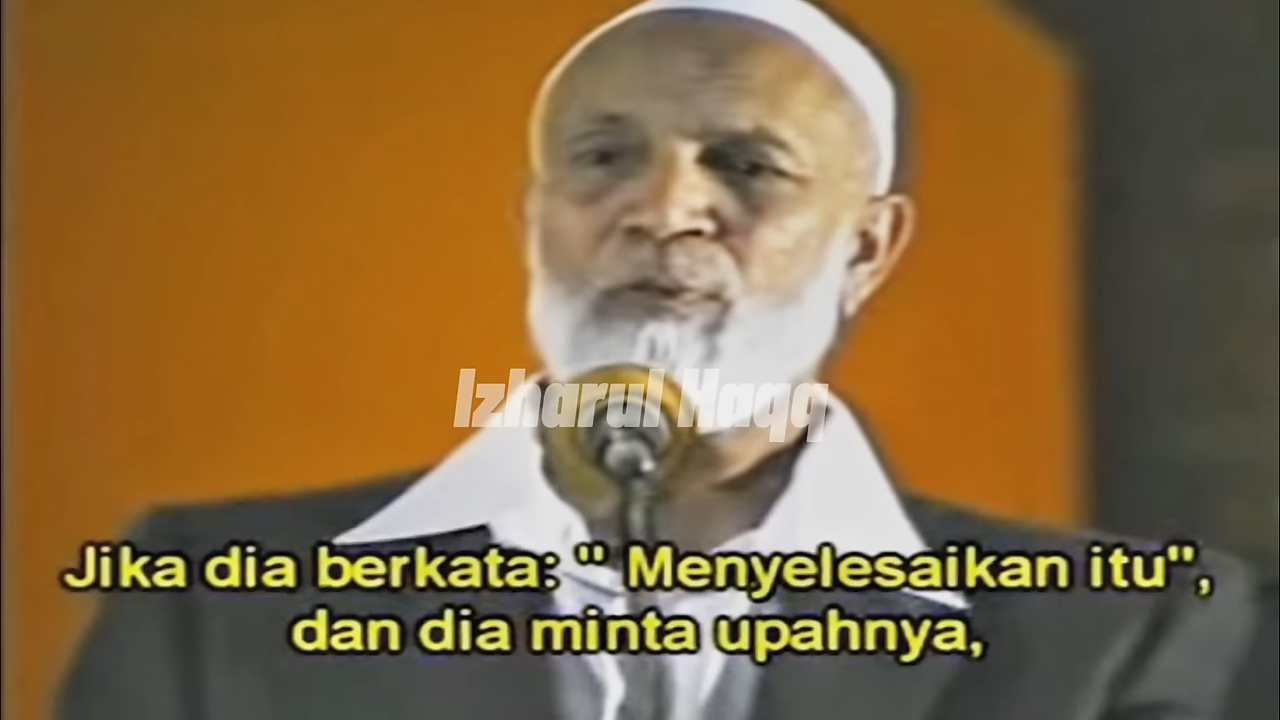 Izharul Haqq
Jika dia berkata: " Menyelesaikan itu",
dan dia minta upahnya,